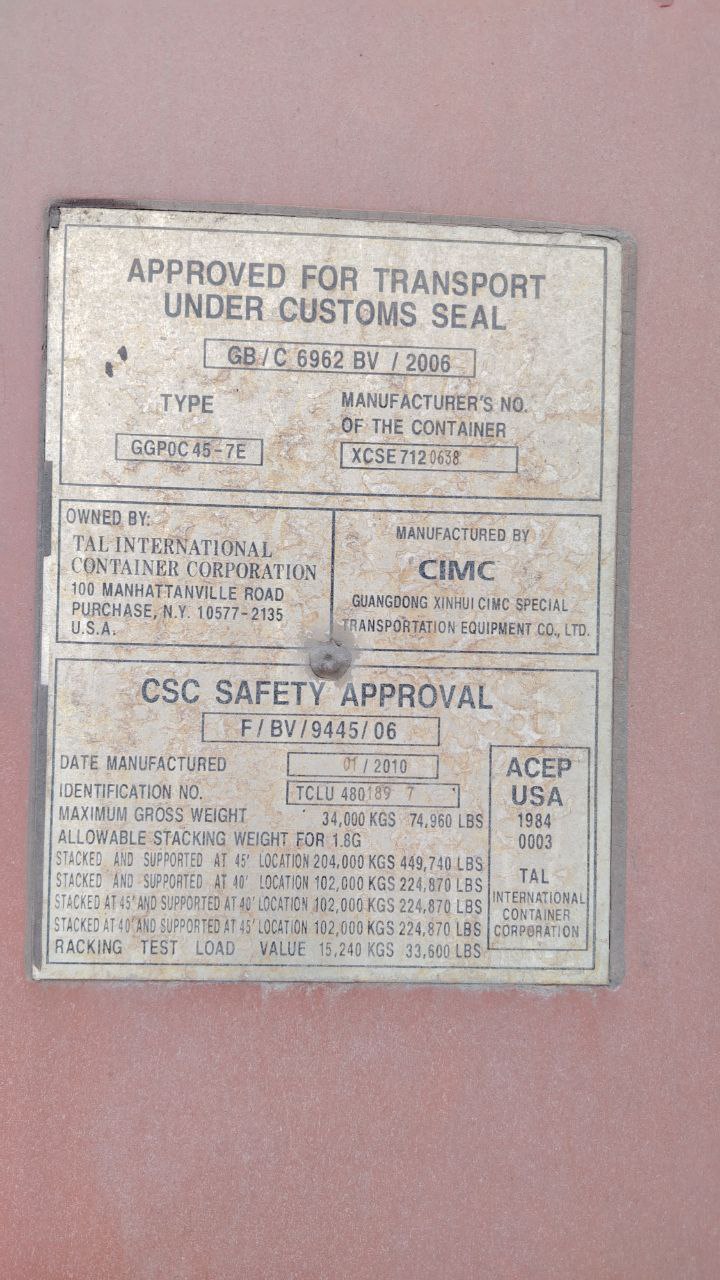 APPROVED FOR TRANSPORT
UNDER CUSTOMS SEAL
GB/C 6962 BV / 2006
TYPE
GGP0C 45-7E
MANUFACTURER'S NO.
OF THE CONTAINER
XCSE 712 0638
OWNED BY:
TAL INTERNATIONAL
CONTAINER CORPORATION
100 MANHATTANVILLE ROAD
PURCHASE, N.Y. 10577-2135
U.S.A.
MANUFACTURED BY
CIMC
GUANGDONG XINHUI CIMC SPECIAL
TRANSPORTATION EQUIPMENT CO., LTD.
CSC SAFETY APPROVAL
F/BV/9445/06
DATE MANUFACTURED 01 / 2010
IDENTIFICATION NO. TCLU 480189 7
MAXIMUM GROSS WEIGHT 34,000 KGS 74,960 LBS
ALLOWABLE STACKING WEIGHT FOR 1.8G
STACKED AND SUPPORTED AT 45' LOCATION 204,000 KGS 449,740 LBS
STACKED AND SUPPORTED AT 40' LOCATION 102,000 KGS 224,870 LBS
STACKED AT 45' AND SUPPORTED AT 40' LOCATION 102,000 KGS 224,870 LBS
STACKED AT 40' AND SUPPORTED AT 45' LOCATION 102,000 KGS 224,870 LBS
RACKING TEST LOAD VALUE 15,240 KGS 33,600 LBS
ACEP
USA
1984
0003
TAL
INTERNATIONAL
CONTAINER
CORPORATION